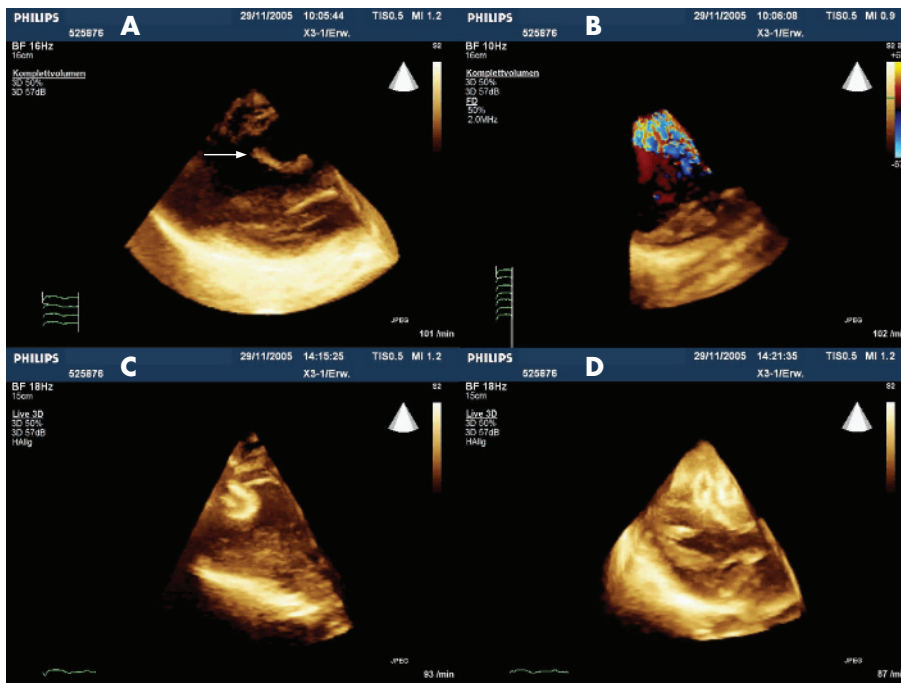 PHILIPS A 29/11/2005 10:05:44 TIS0.5 MI 1.2
525876 X3-1/Erw.
BF 16Hz
16cm
S2
Komplettvolumen
3D 50%
3D 57dB
JPEG
101 /min
PHILIPS B 29/11/2005 10:06:08 TIS0.5 MI 0.9
525876 X3-1/Erw.
BF 10Hz
16cm
Komplettvolumen
3D 50%
3D 57dB
FD
50%
2.0MHz
JPEG
102 /min
PHILIPS C 29/11/2005 14:15:25 TIS0.5 MI 1.2
525876 X3-1/Erw.
BF 18Hz
15cm
S2
Live 3D
3D 50%
3D 57dB
HAllg
JPEG
93 /min
PHILIPS D 29/11/2005 14:21:35 TIS0.5 MI 1.2
525876 X3-1/Erw.
BF 18Hz
15cm
S2
Live 3D
3D 50%
3D 57dB
HAllg
JPEG
87 /min